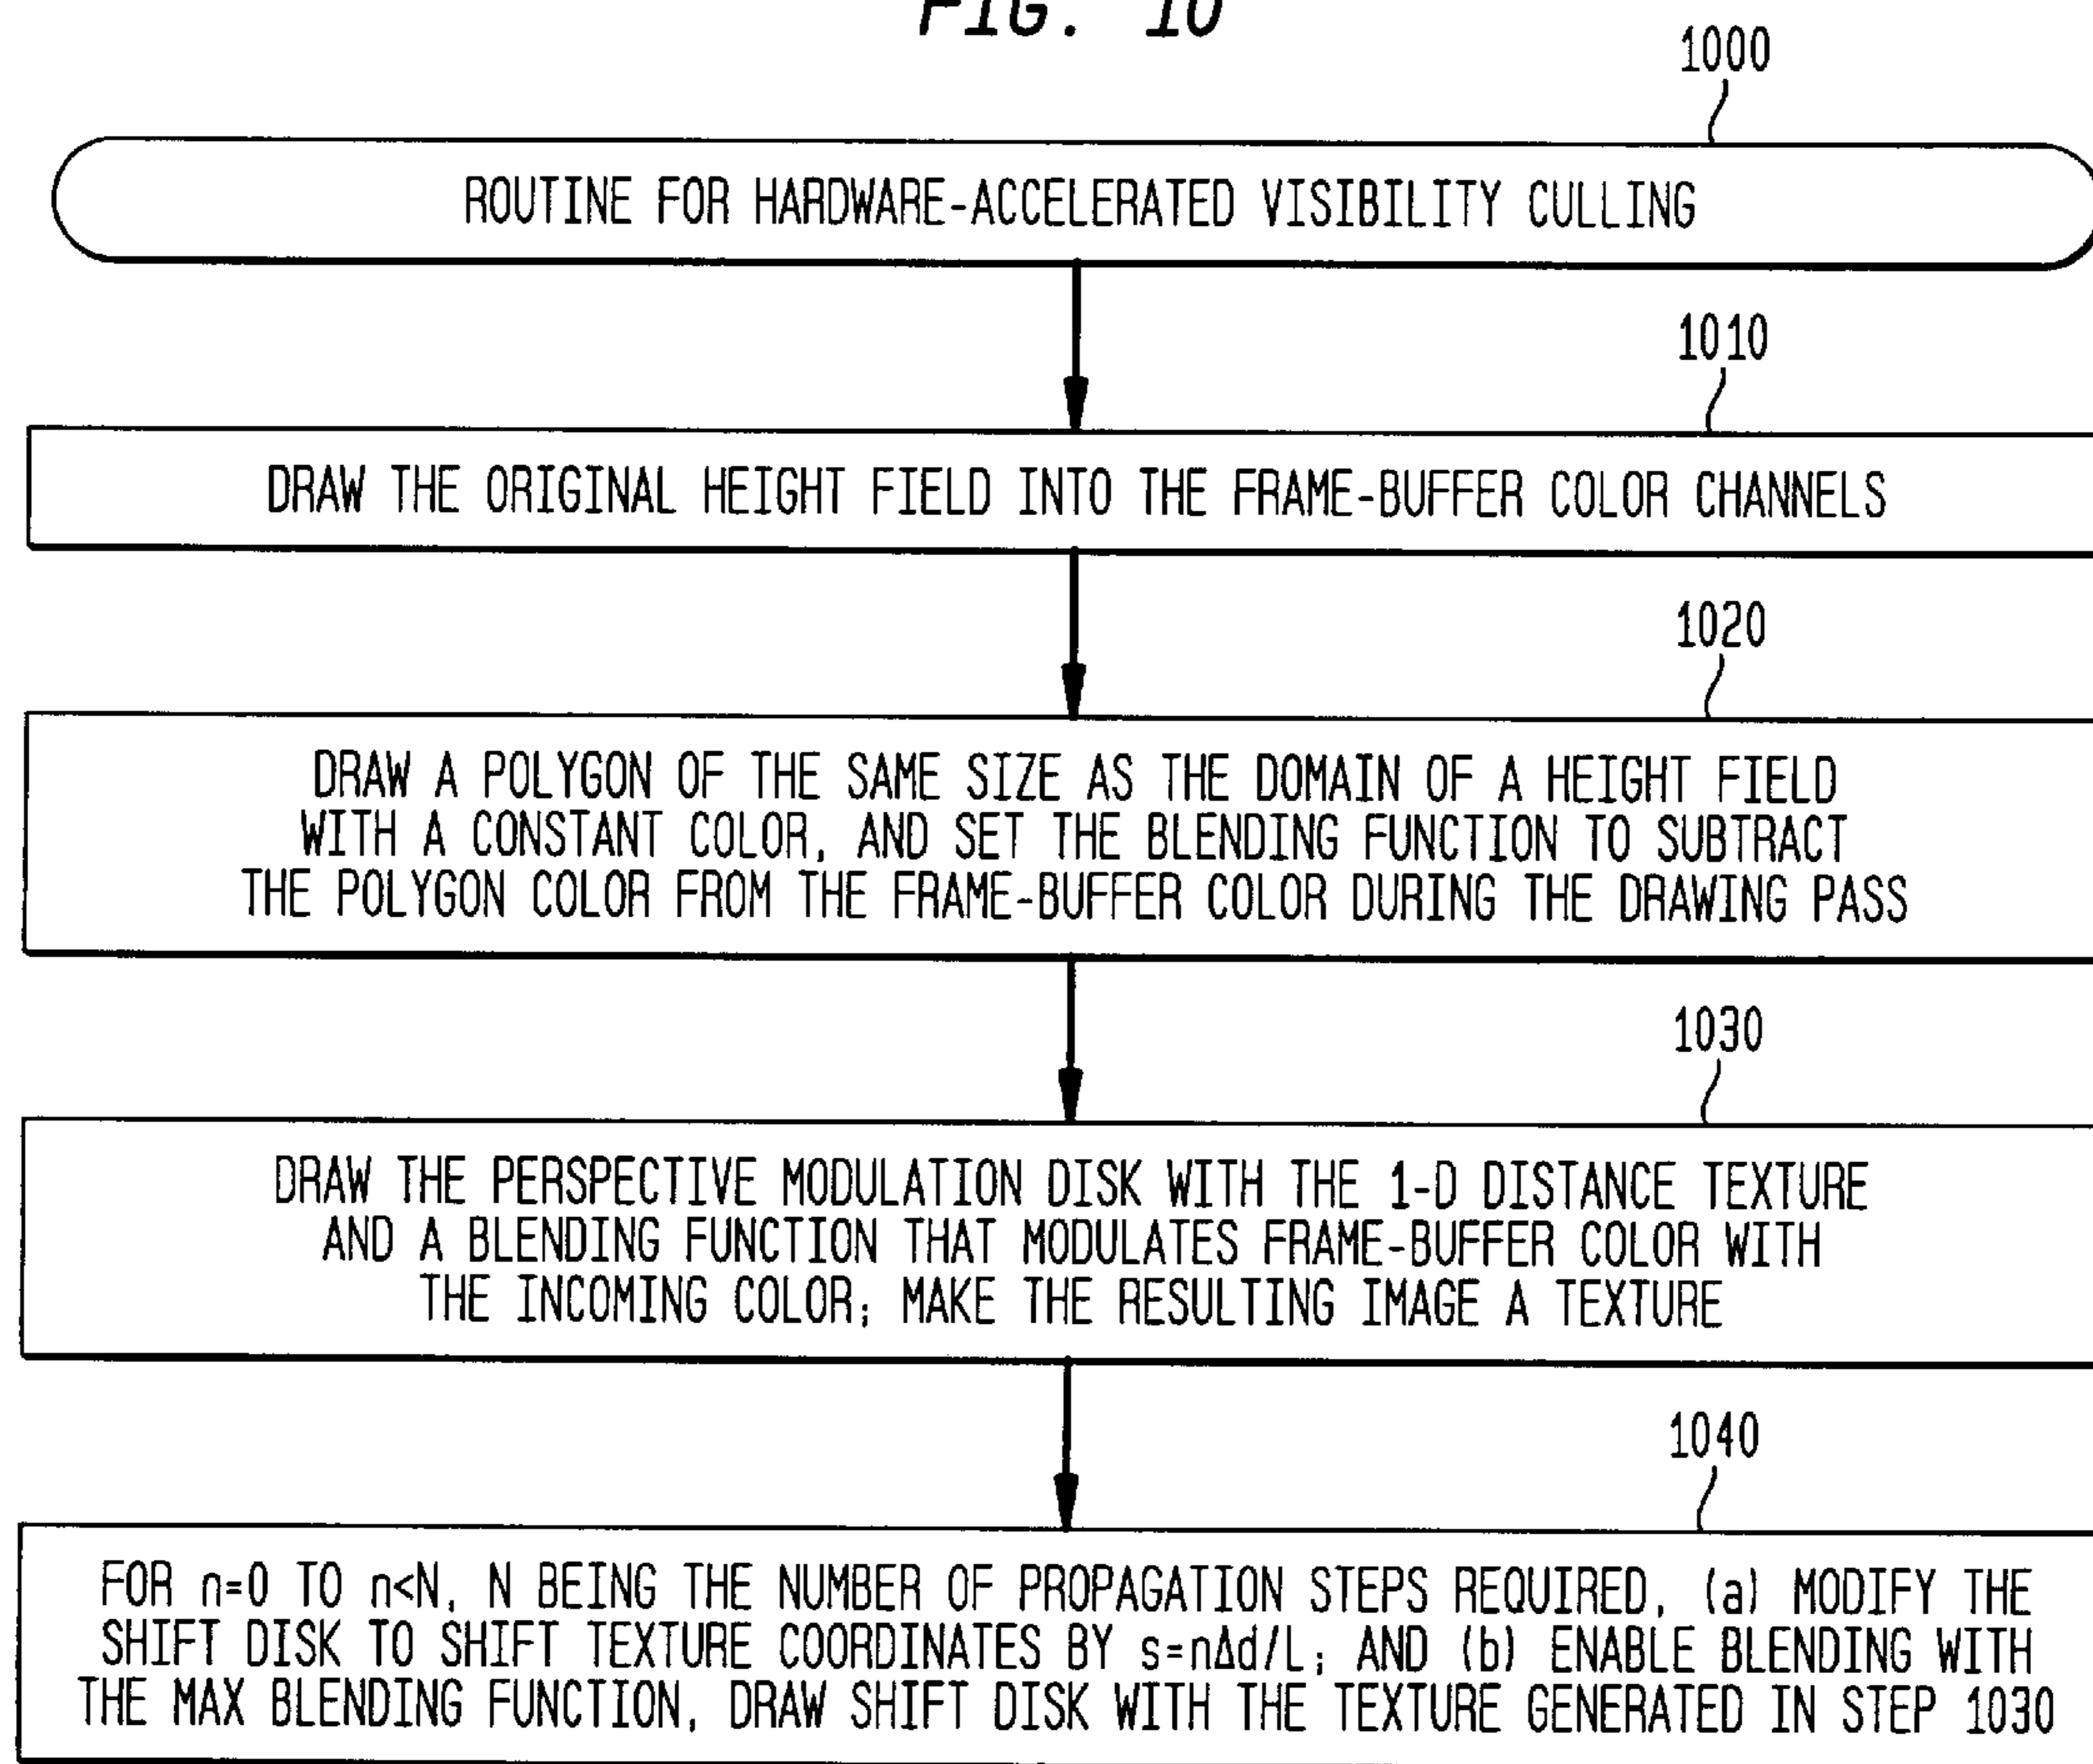 FIG. 10
1000
ROUTINE FOR HARDWARE-ACCELERATED VISIBILITY CULLING
1010
DRAW THE ORIGINAL HEIGHT FIELD INTO THE FRAME-BUFFER COLOR CHANNELS
1020
DRAW A POLYGON OF THE SAME SIZE AS THE DOMAIN OF A HEIGHT FIELD
WITH A CONSTANT COLOR, AND SET THE BLENDING FUNCTION TO SUBTRACT
THE POLYGON COLOR FROM THE FRAME-BUFFER COLOR DURING THE DRAWING PASS
1030
DRAW THE PERSPECTIVE MODULATION DISK WITH THE 1-D DISTANCE TEXTURE
AND A BLENDING FUNCTION THAT MODULATES FRAME-BUFFER COLOR WITH
THE INCOMING COLOR; MAKE THE RESULTING IMAGE A TEXTURE
1040
FOR n=0 TO n<N, N BEING THE NUMBER OF PROPAGATION STEPS REQUIRED, (a) MODIFY THE
SHIFT DISK TO SHIFT TEXTURE COORDINATES BY s=nΔd/L; AND (b) ENABLE BLENDING WITH
THE MAX BLENDING FUNCTION, DRAW SHIFT DISK WITH THE TEXTURE GENERATED IN STEP 1030